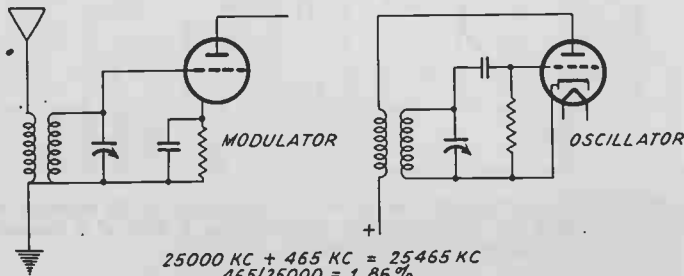 MODULATOR
OSCILLATOR
+
25000 KC + 465 KC = 25465 KC
465/25000 = 1.86%